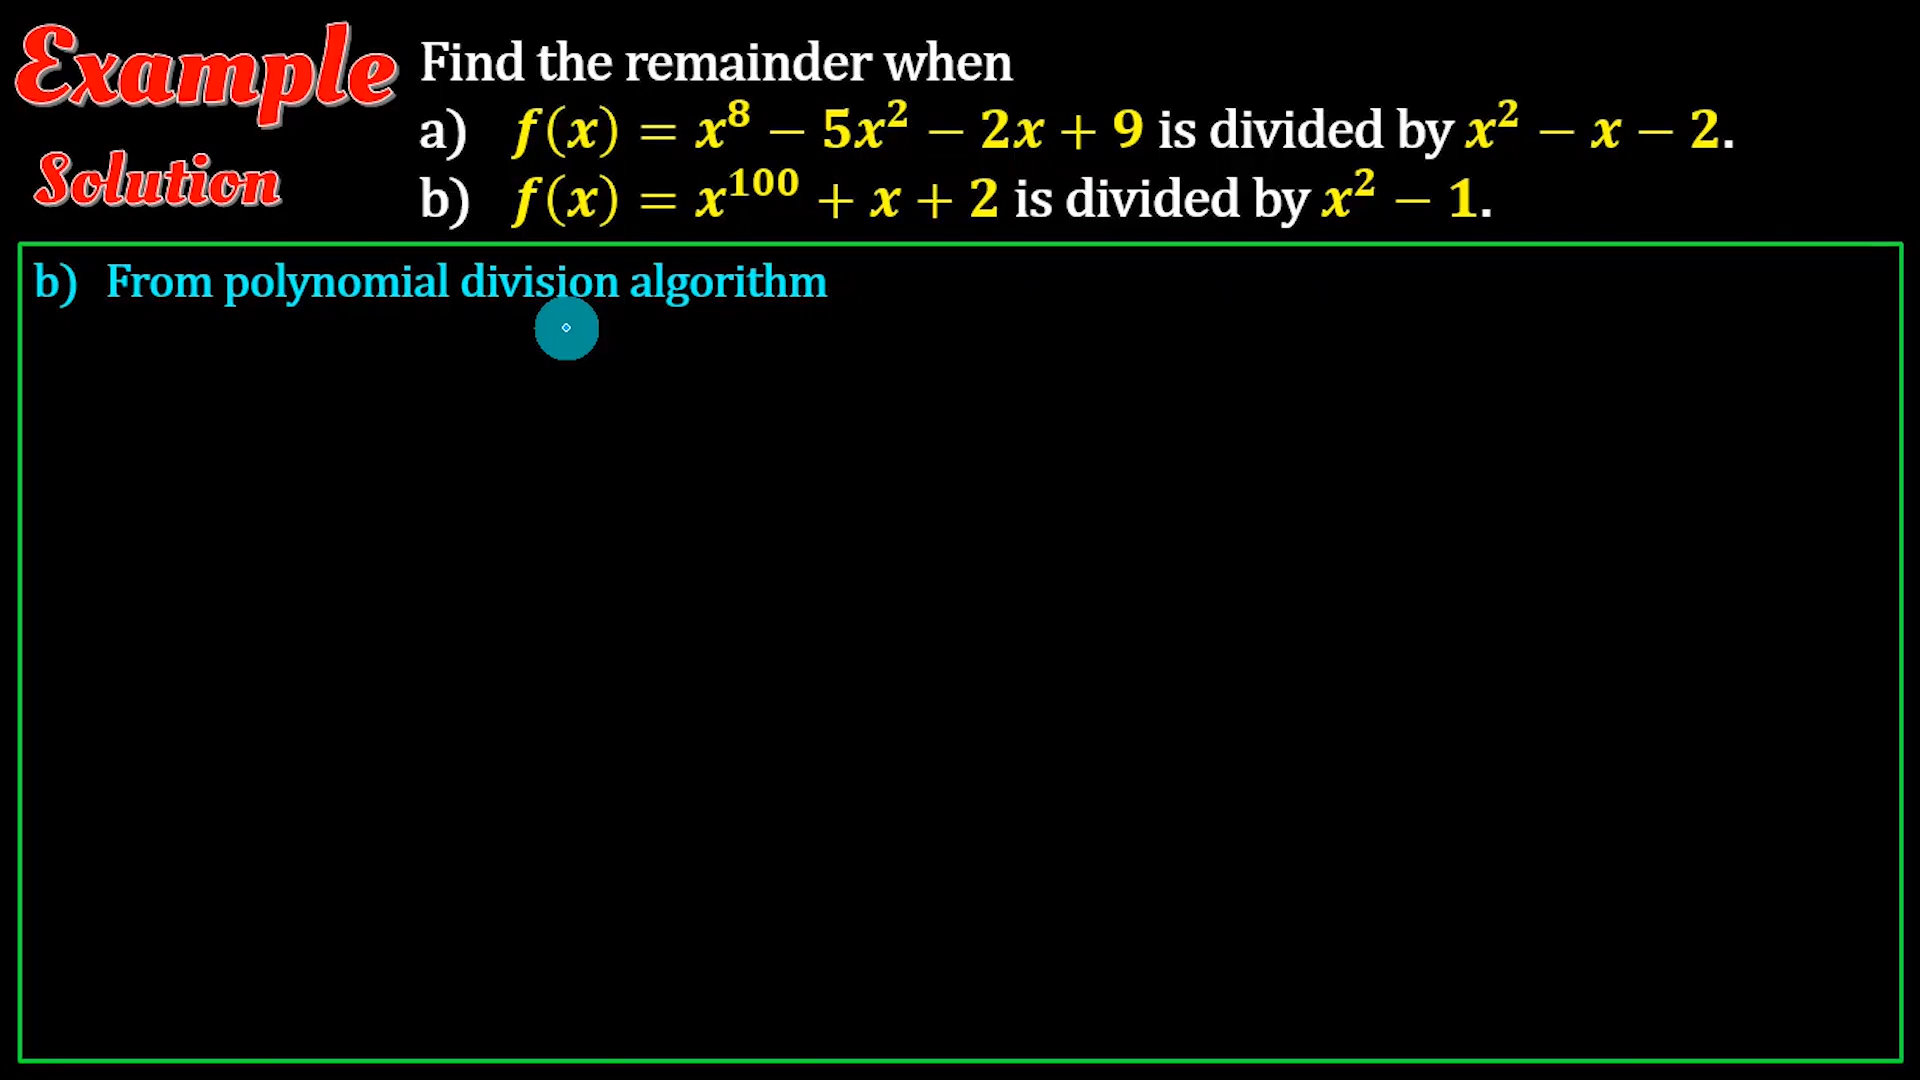 Example
Find the remainder when
a) f(x) = x⁸ − 5x² − 2x + 9 is divided by x² − x − 2.
Solution
b) f(x) = x¹⁰⁰ + x + 2 is divided by x² − 1.
b) From polynomial division algorithm